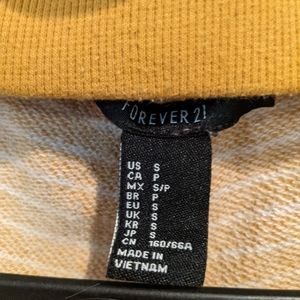 FOREVER 21
US S
CA P
MX S/P
BR P
EU S
UK S
KR S
JP S
CN 160/66A
MADE IN
VIETNAM